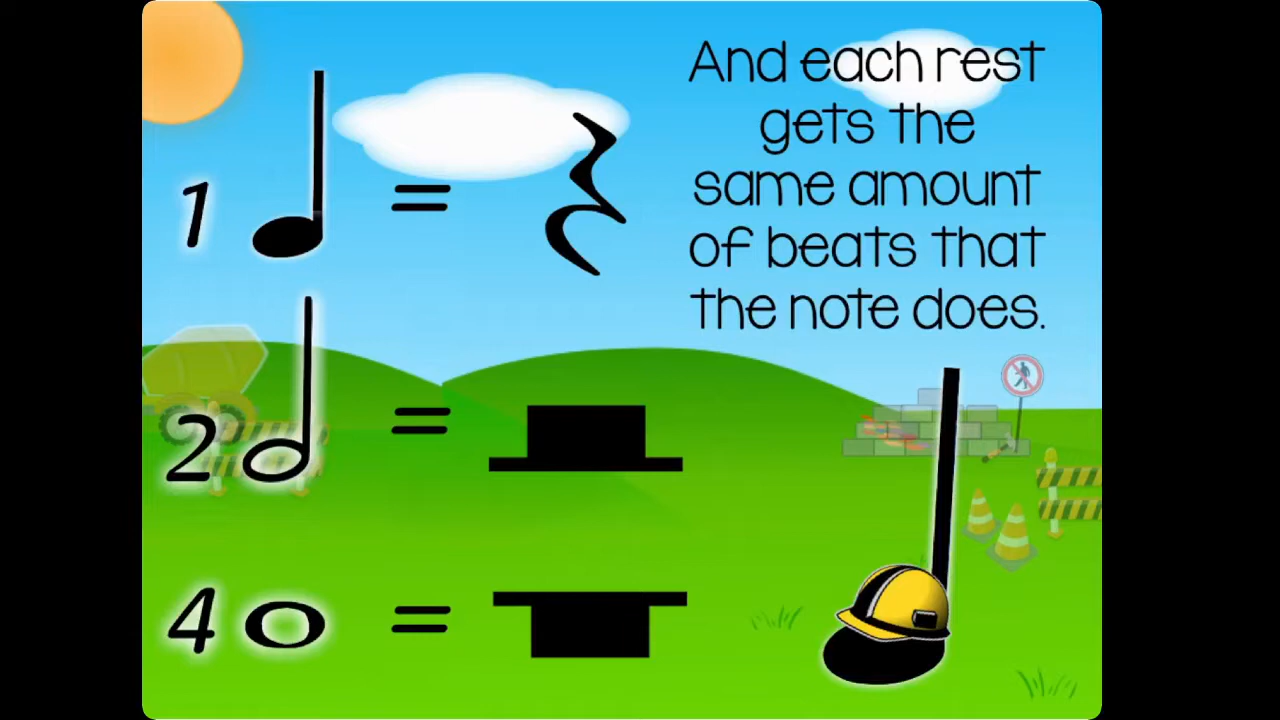 And each rest
gets the
same amount
of beats that
the note does.
1 =
2 =
4 =